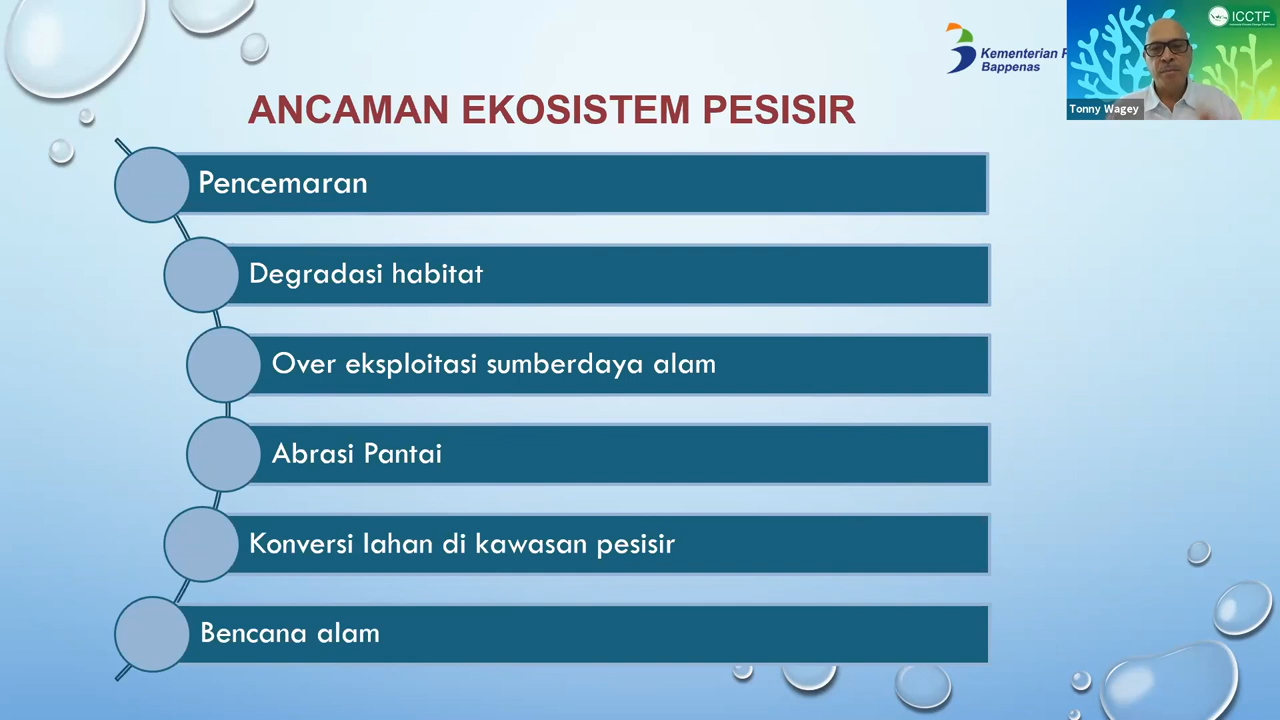 ICCTF
Kementerian
Bappenas
Tonny Wagey
ANCAMAN EKOSISTEM PESISIR
Pencemaran
Degradasi habitat
Over eksploitasi sumberdaya alam
Abrasi Pantai
Konversi lahan di kawasan pesisir
Bencana alam